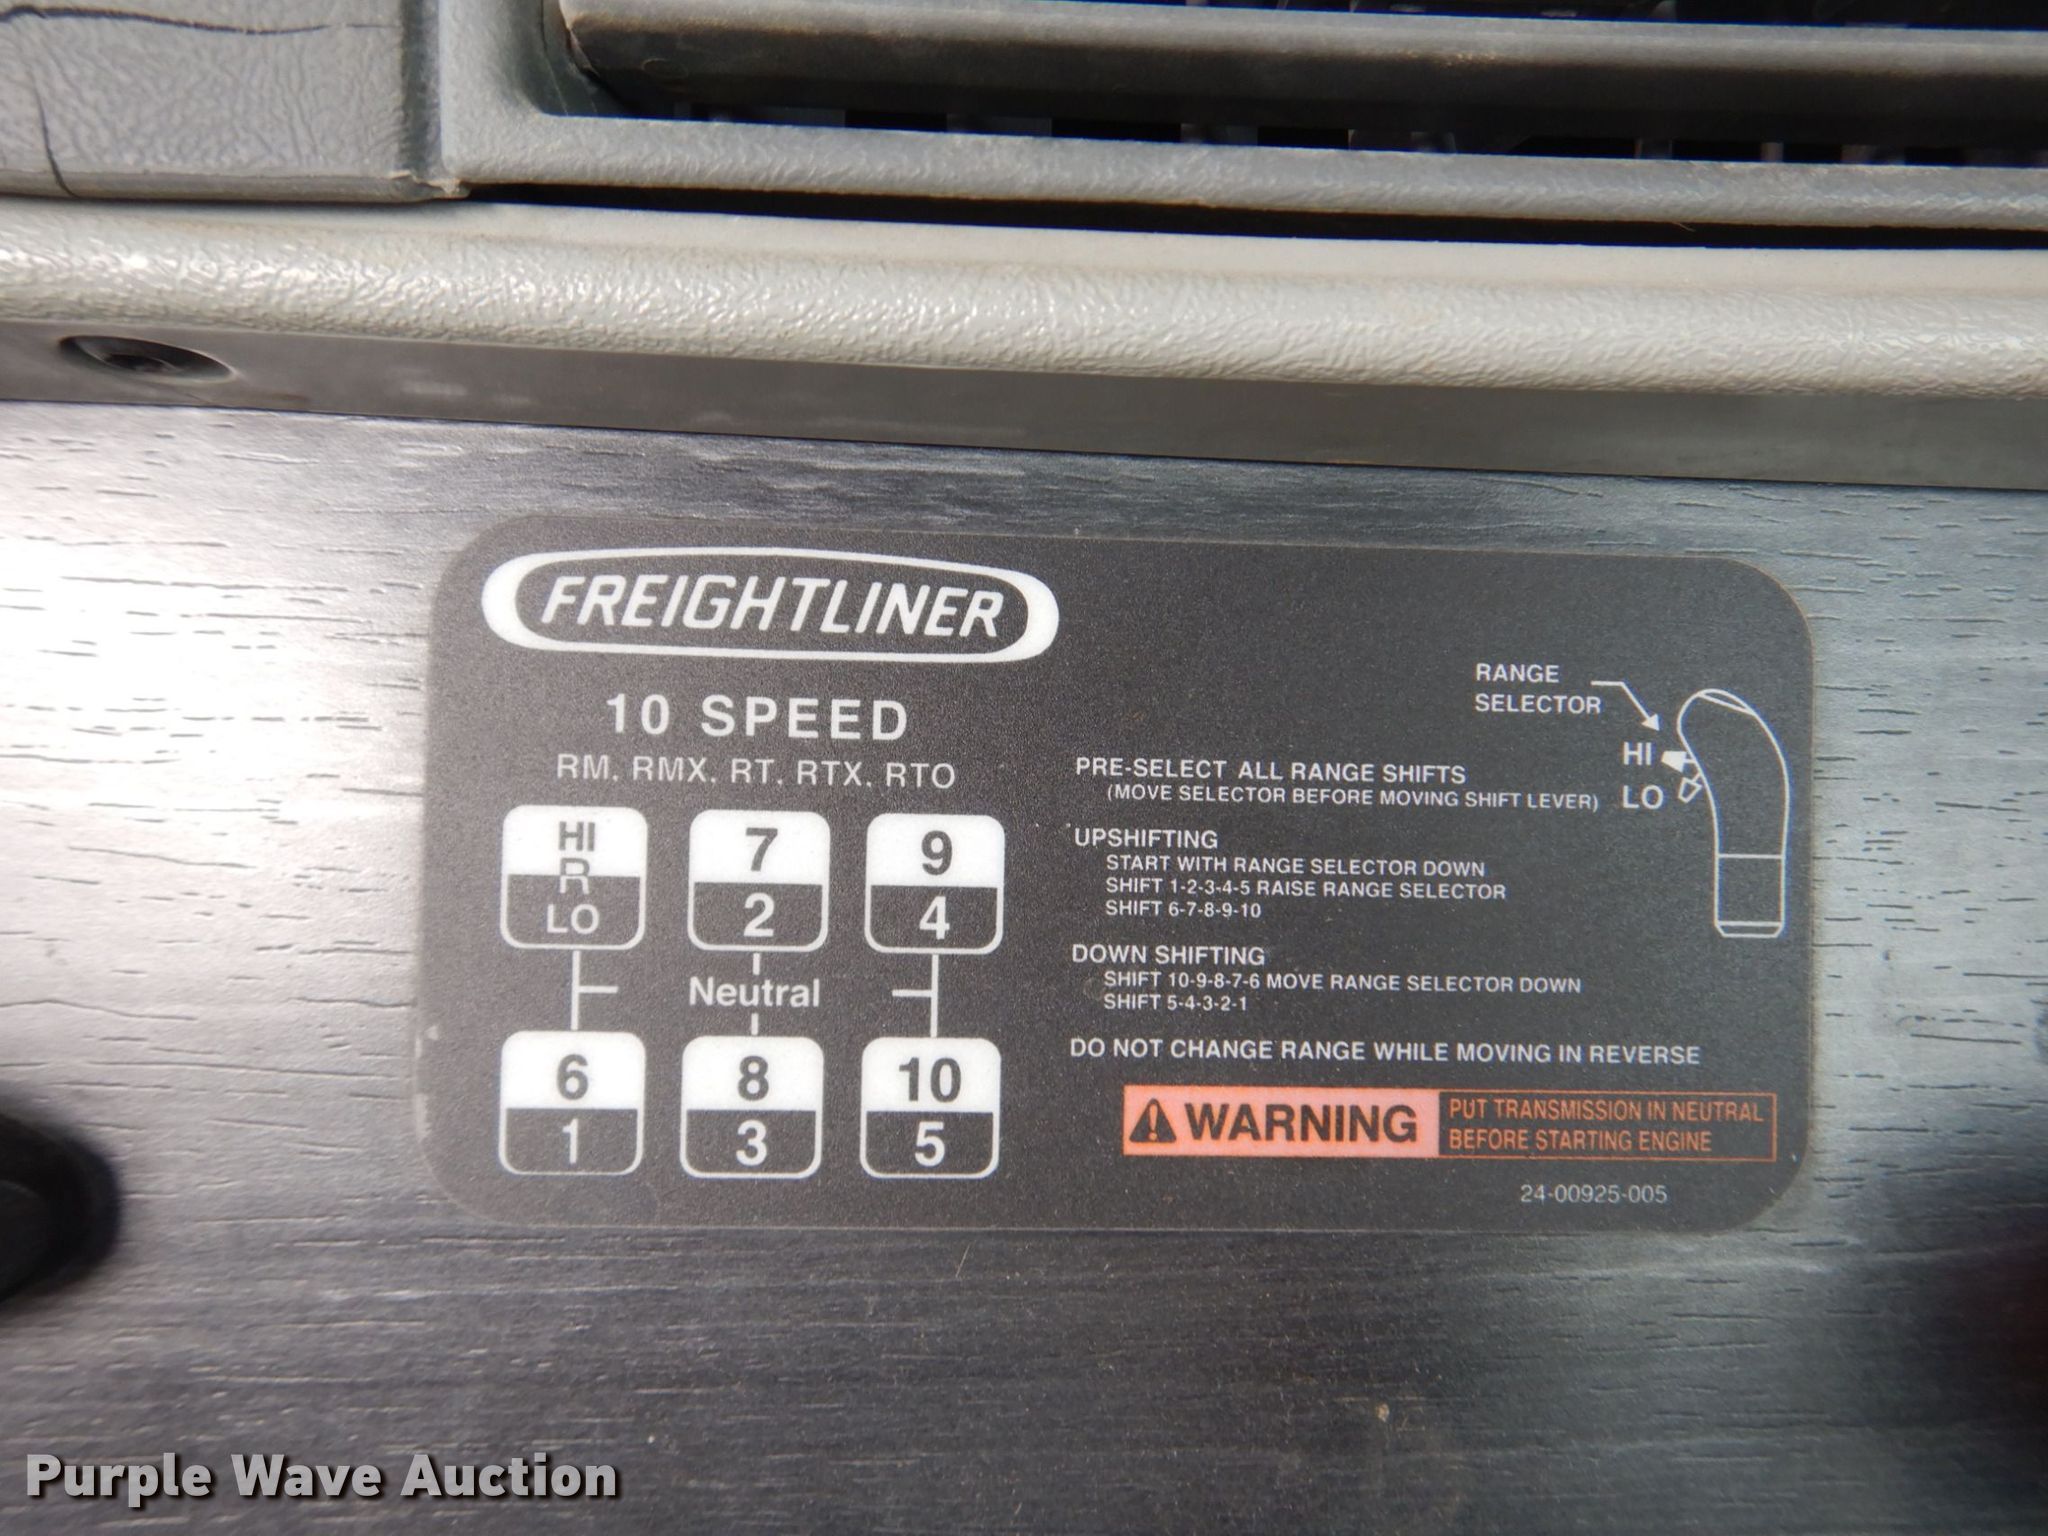 FREIGHTLINER
10 SPEED
RM, RMX, RT, RTX, RTO
HI
R
LO
7
2
9
4
Neutral
6
1
8
3
10
5
RANGE
SELECTOR
HI
LO
PRE-SELECT ALL RANGE SHIFTS
(MOVE SELECTOR BEFORE MOVING SHIFT LEVER)
UPSHIFTING
START WITH RANGE SELECTOR DOWN
SHIFT 1-2-3-4-5 RAISE RANGE SELECTOR
SHIFT 6-7-8-9-10
DOWN SHIFTING
SHIFT 10-9-8-7-6 MOVE RANGE SELECTOR DOWN
SHIFT 5-4-3-2-1
DO NOT CHANGE RANGE WHILE MOVING IN REVERSE
WARNING
PUT TRANSMISSION IN NEUTRAL
BEFORE STARTING ENGINE
24-00925-005
Purple Wave Auction